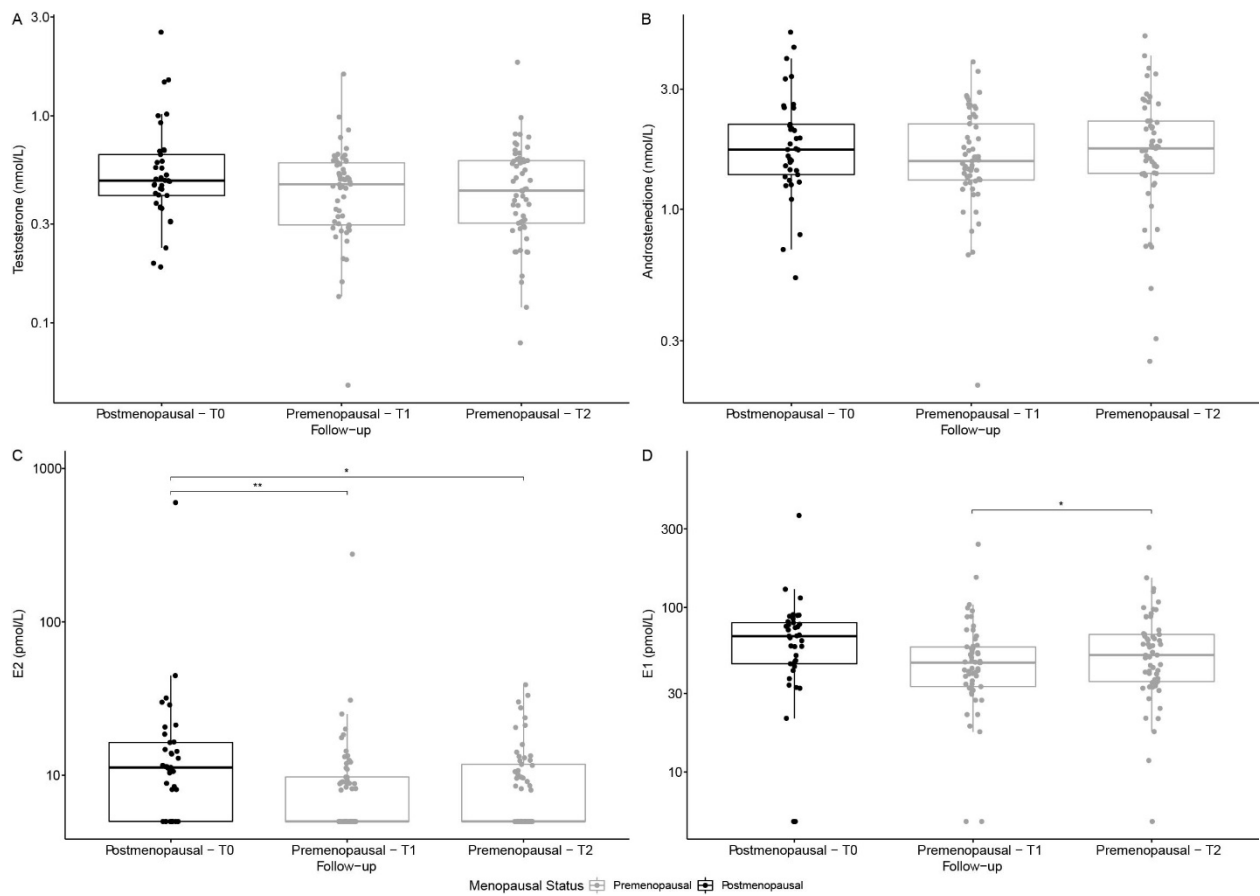 A
3.0
1.0
0.3
0.1
Testosterone (nmol/L)
Postmenopausal – T0 Premenopausal – T1 Premenopausal – T2
Follow–up
B
3.0
1.0
0.3
Androstenedione (nmol/L)
Postmenopausal – T0 Premenopausal – T1 Premenopausal – T2
Follow–up
C
1000
100
10
E2 (pmol/L)
*
**
Postmenopausal – T0 Premenopausal – T1 Premenopausal – T2
Follow–up
D
300
100
30
10
E1 (pmol/L)
*
Postmenopausal – T0 Premenopausal – T1 Premenopausal – T2
Follow–up
Menopausal Status Premenopausal Postmenopausal